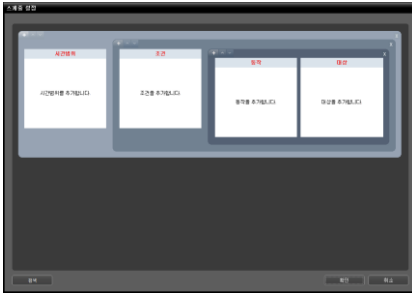 스케줄 설정
시간범위
조건
동작
대상
시간범위를 추가합니다.
조건을 추가합니다.
동작을 추가합니다.
대상을 추가합니다.
확인
취소